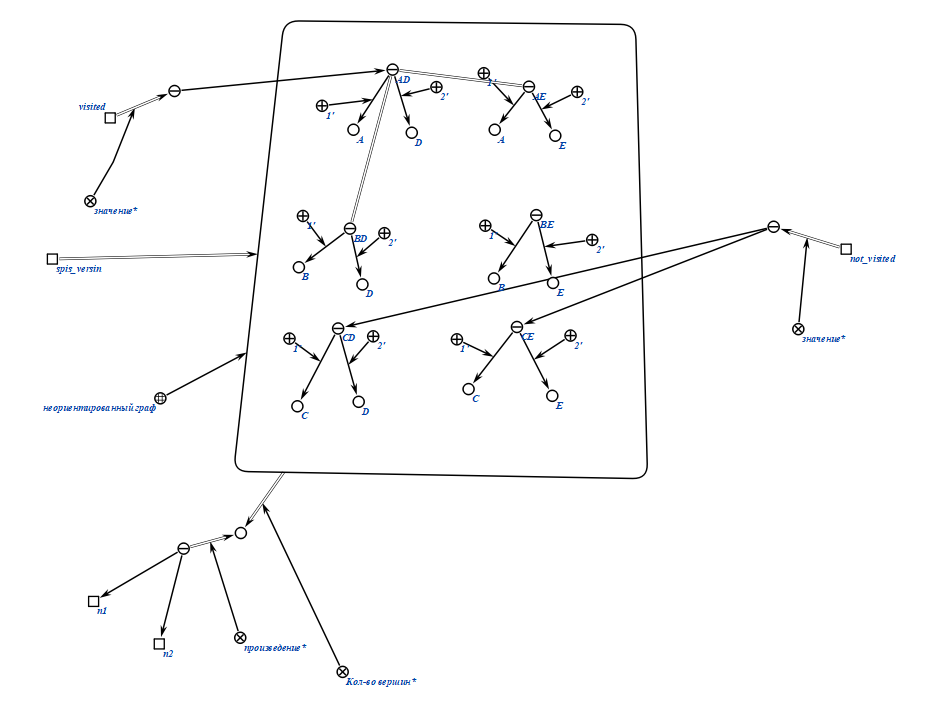 1'
AD
2'
AE
2'
visited
1'
A
D
A
E
значение*
1'
BD
2'
BE
1'
2'
not_visited
spis_versin
B
D
B
E
CD
2'
CE
2'
значение*
1'
1'
неориентированный граф
C
D
C
E
n1
n2
произведение*
Кол-во вершин*